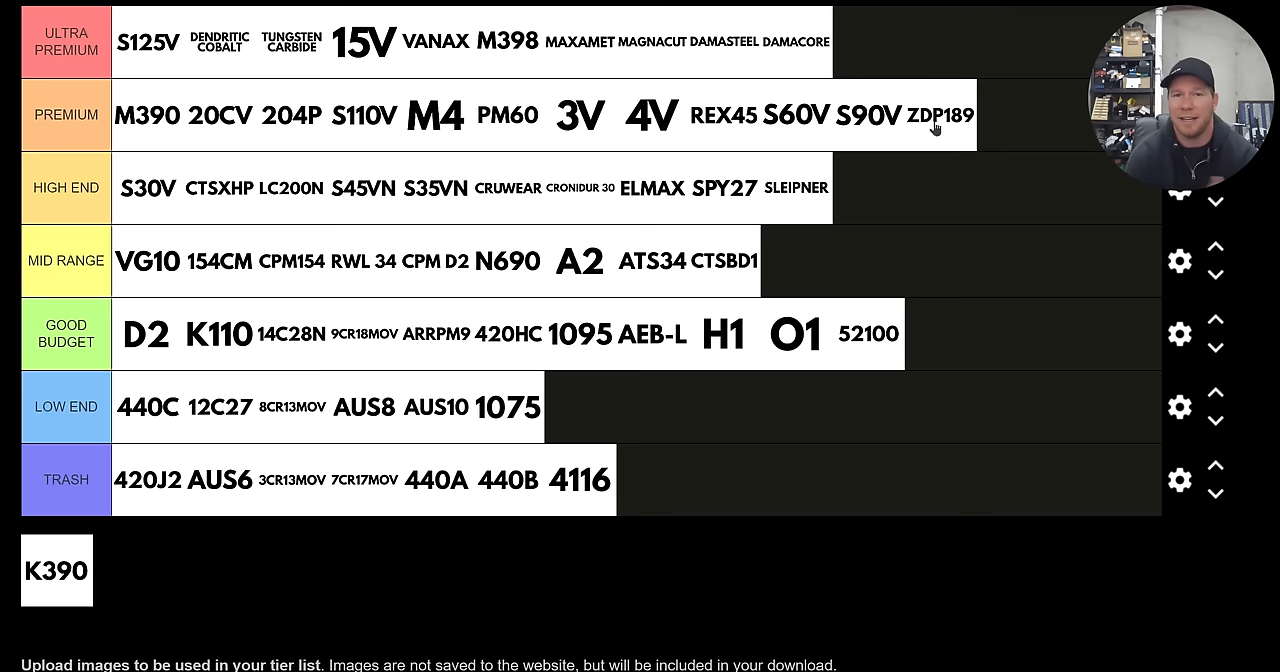 ULTRA
PREMIUM
S125V DENDRITIC COBALT TUNGSTEN CARBIDE 15V VANAX M398 MAXAMET MAGNACUT DAMASTEEL DAMACORE
PREMIUM M390 20CV 204P S110V M4 PM60 3V 4V REX45 S60V S90V ZDP189
HIGH END S30V CTSXHP LC200N S45VN S35VN CRUWEAR CRONIDUR 30 ELMAX SPY27 SLEIPNER
MID RANGE VG10 154CM CPM154 RWL 34 CPM D2 N690 A2 ATS34 CTSBD1
GOOD
BUDGET
D2 K110 14C28N 9CR18MOV ARRPM9 420HC 1095 AEB-L H1 O1 52100
LOW END 440C 12C27 8CR13MOV AUS8 AUS10 1075
TRASH 420J2 AUS6 3CR13MOV 7CR17MOV 440A 440B 4116
K390
Upload images to be used in your tier list. Images are not saved to the website, but will be included in your download.